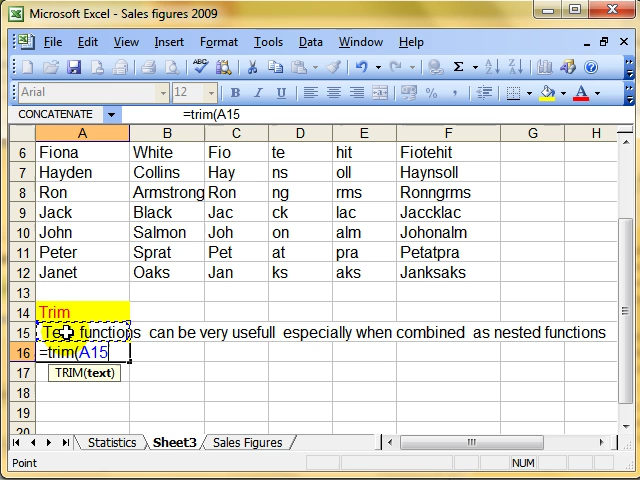 Microsoft Excel - Sales figures 2009
File Edit View Insert Format Tools Data Window Help
Arial 12 B I U
CONCATENATE =trim(A15
A B C D E F G H
6 Fiona White Fio te hit Fiotehit
7 Hayden Collins Hay ns oll Haynsoll
8 Ron Armstrong Ron ng rms Ronngrms
9 Jack Black Jac ck lac Jaccklac
10 John Salmon Joh on alm Johonalm
11 Peter Sprat Pet at pra Petatpra
12 Janet Oaks Jan ks aks Janksaks
13
14 Trim
15 Text functions can be very usefull especially when combined as nested functions
16 =trim(A15
17 TRIM(text)
18
19
20
Statistics Sheet3 Sales Figures
Point NUM